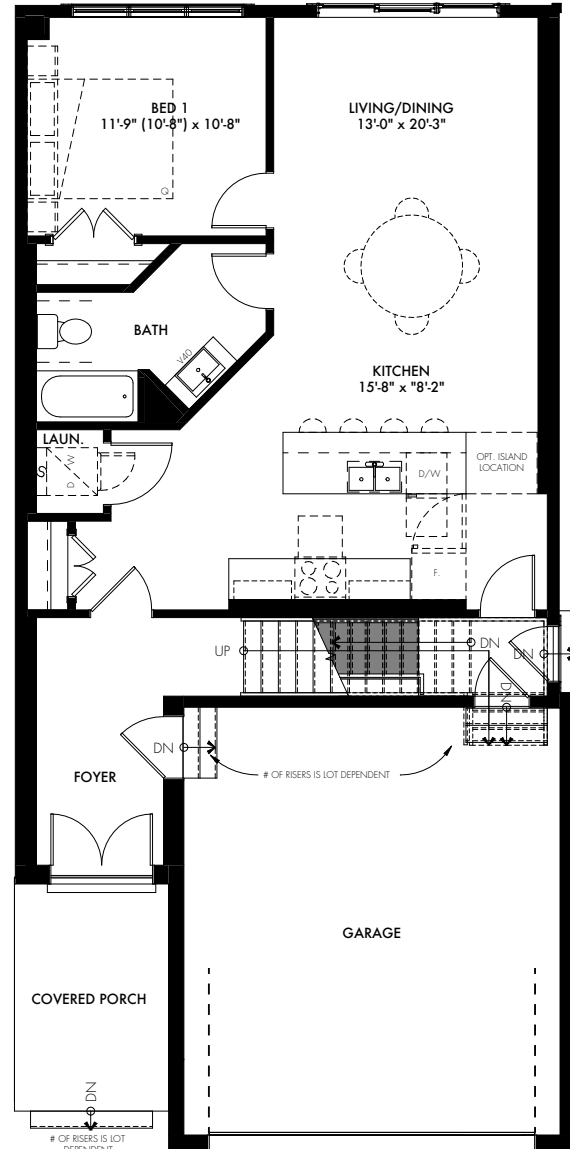 BED 1
11'-9" (10'-8") x 10'-8"
LIVING/DINING
13'-0" x 20'-3"
Q
BATH
V40
KITCHEN
15'-8" x "8'-2"
LAUN.
S
D
W
D/W
OPT. ISLAND
LOCATION
F.
UP
DN
DN
DN
DN
# OF RISERS IS LOT DEPENDENT
FOYER
GARAGE
COVERED PORCH
DN
# OF RISERS IS LOT
DEPENDENT